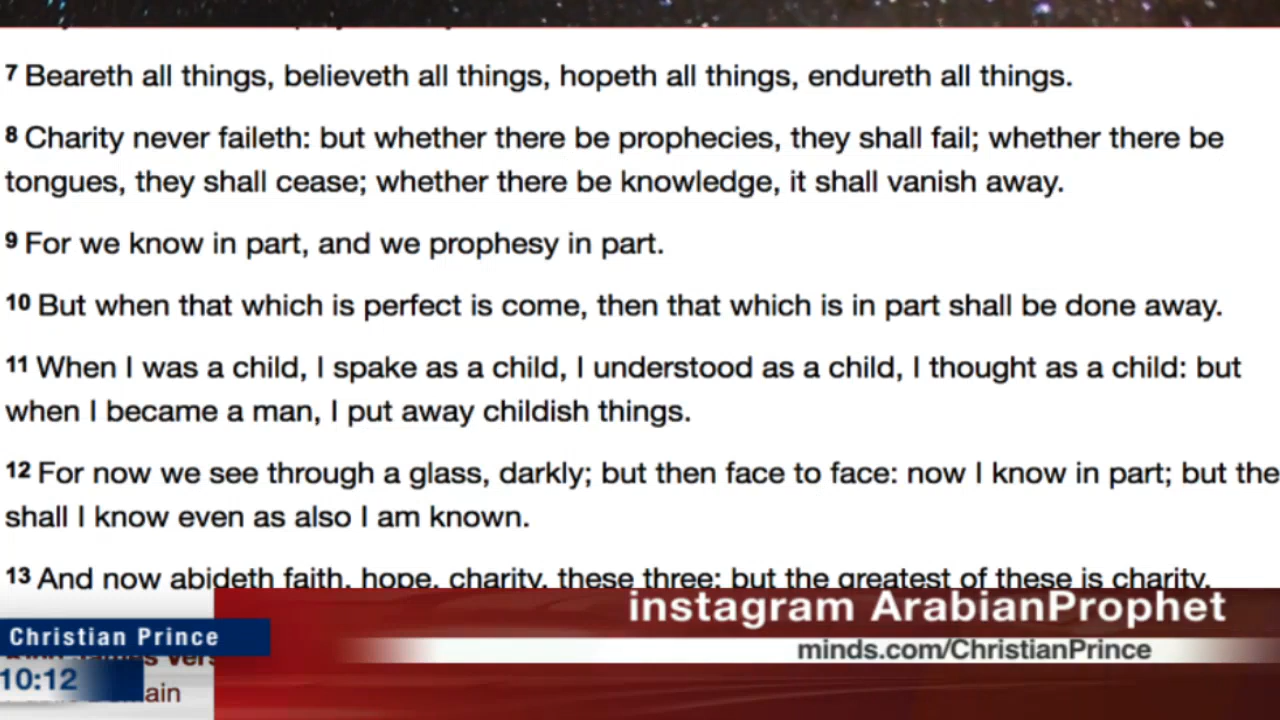 7 Beareth all things, believeth all things, hopeth all things, endureth all things.
8 Charity never faileth: but whether there be prophecies, they shall fail; whether there be
tongues, they shall cease; whether there be knowledge, it shall vanish away.
9 For we know in part, and we prophesy in part.
10 But when that which is perfect is come, then that which is in part shall be done away.
11 When I was a child, I spake as a child, I understood as a child, I thought as a child: but
when I became a man, I put away childish things.
12 For now we see through a glass, darkly; but then face to face: now I know in part; but the
shall I know even as also I am known.
13 And now abideth faith, hope, charity, these three; but the greatest of these is charity.
instagram ArabianProphet
Christian Prince
minds.com/ChristianPrince
10:12
ain